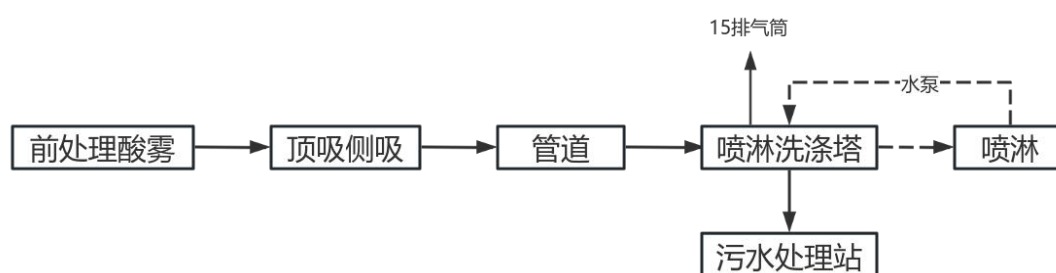 15排气筒
水泵
前处理酸雾
顶吸侧吸
管道
喷淋洗涤塔
喷淋
污水处理站